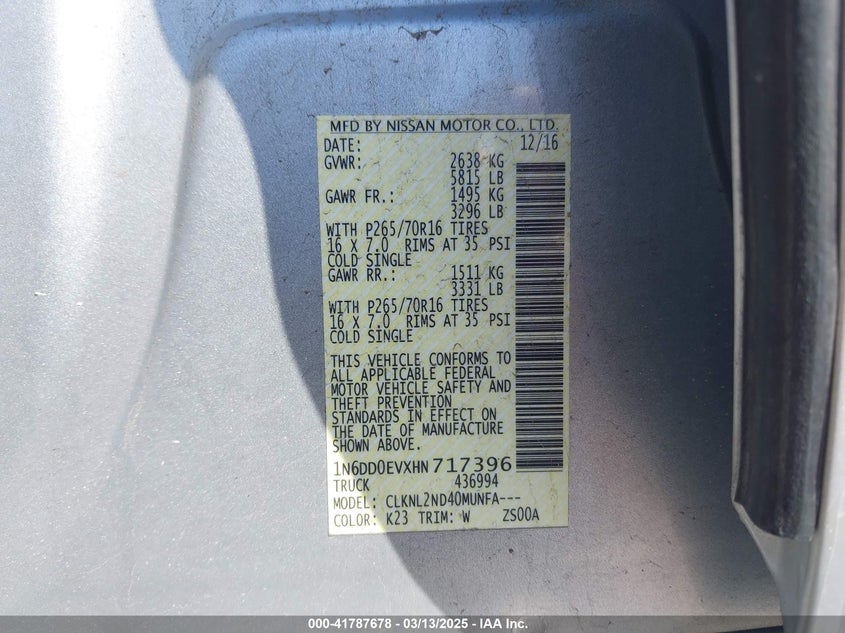 MFD BY NISSAN MOTOR CO., LTD.
DATE: 12/16
GVWR: 2638 KG
5815 LB
GAWR FR.: 1495 KG
3296 LB
WITH P265/70R16 TIRES
16 X 7.0 RIMS AT 35 PSI
COLD SINGLE
GAWR RR.: 1511 KG
3331 LB
WITH P265/70R16 TIRES
16 X 7.0 RIMS AT 35 PSI
COLD SINGLE
THIS VEHICLE CONFORMS TO
ALL APPLICABLE FEDERAL
MOTOR VEHICLE SAFETY AND
THEFT PREVENTION
STANDARDS IN EFFECT ON
THE DATE OF MANUFACTURE
SHOWN ABOVE.
1N6DD0EVXHN717396
TRUCK 436994
MODEL: CLKNL2ND40MUNFA---
COLOR: K23 TRIM: W ZS00A
000-41787678 - 03/13/2025 - IAA Inc.